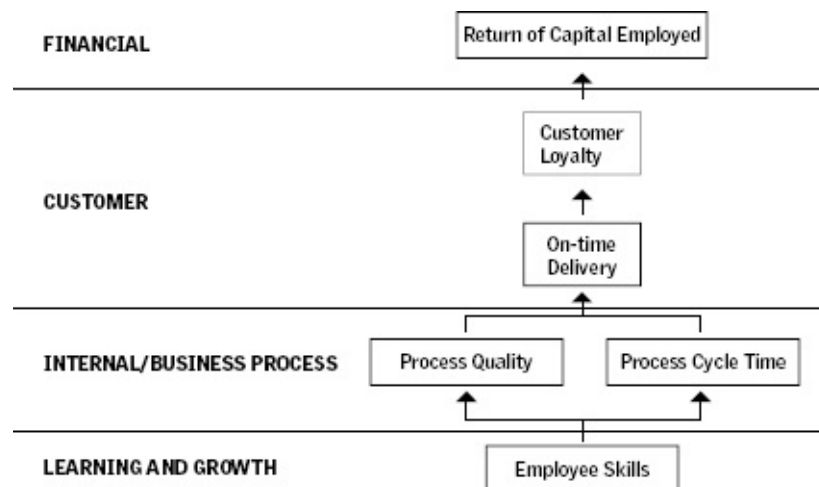 FINANCIAL
Return of Capital Employed
CUSTOMER
Customer
Loyalty
On-time
Delivery
INTERNAL/BUSINESS PROCESS
Process Quality
Process Cycle Time
LEARNING AND GROWTH
Employee Skills